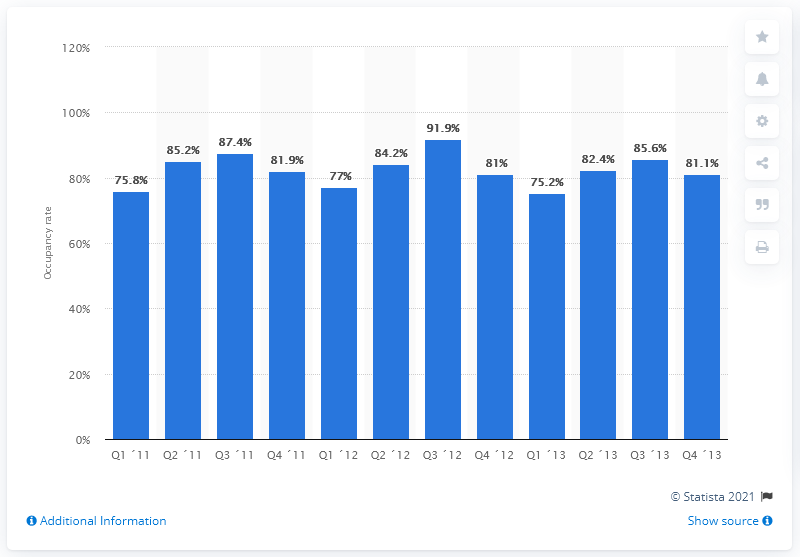 120%
100%
80%
60%
40%
20%
0%
Occupancy rate
75.8%
85.2%
87.4%
81.9%
77%
84.2%
91.9%
81%
75.2%
82.4%
85.6%
81.1%
Q1 ´11
Q2 ´11
Q3 ´11
Q4 ´11
Q1 ´12
Q2 ´12
Q3 ´12
Q4 ´12
Q1 ´13
Q2 ´13
Q3 ´13
Q4 ´13
© Statista 2021
Additional Information
Show source